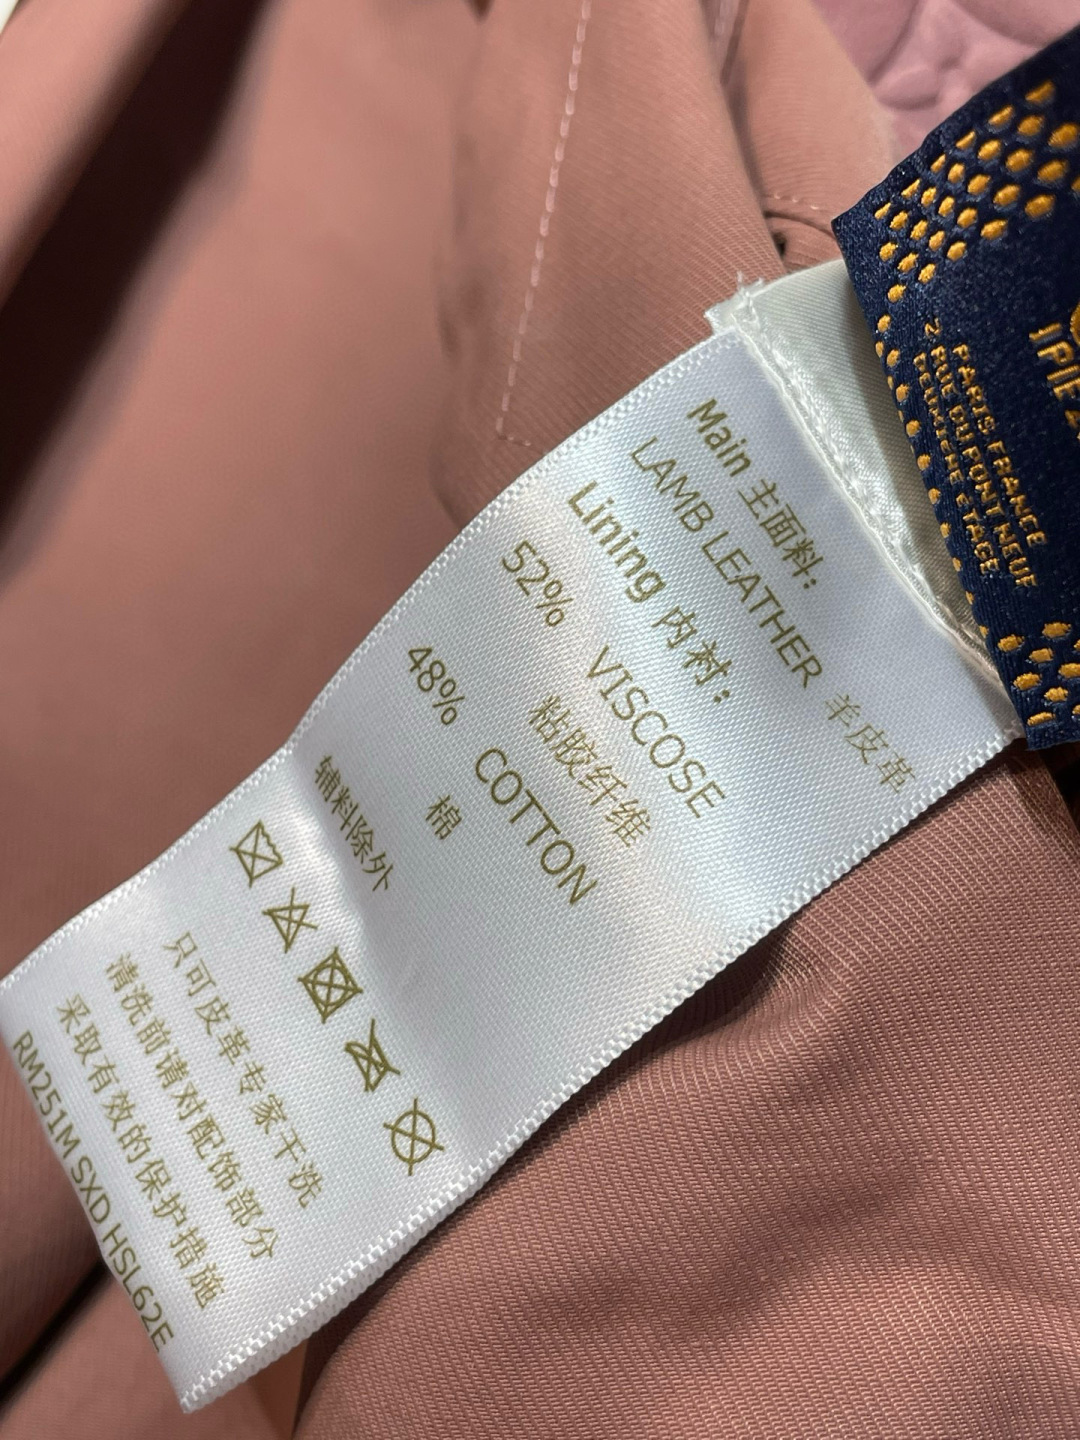 Main 主面料:
LAMB LEATHER 羊皮革
Lining 内衬:
52% VISCOSE
粘胶纤维
48% COTTON
棉
辅料除外
只可皮革专家干洗
清洗前请对配饰部分
采取有效的保护措施
RM251M SXD HSL62E
PARIS FRANCE
2 RUE DU PONT NEUF
DEUXIEME ETAGE